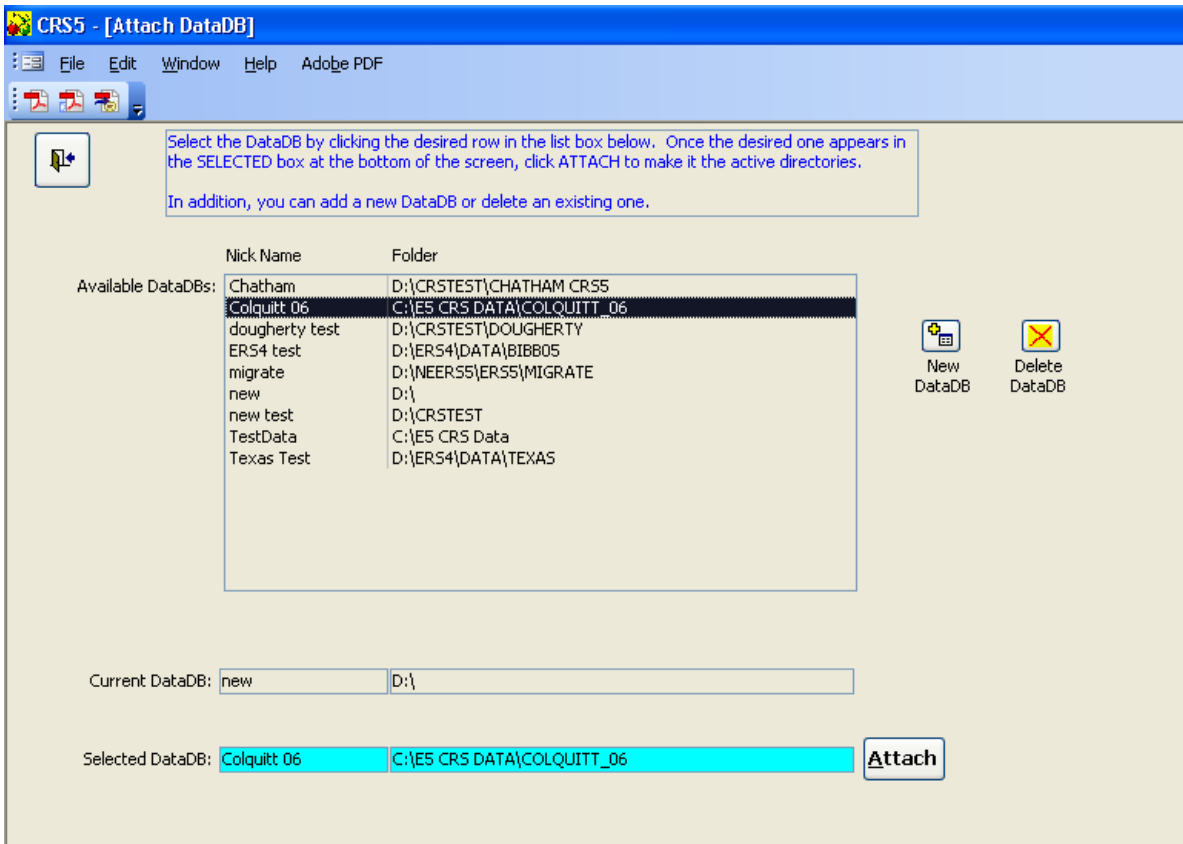 CRS5 - [Attach DataDB]
File Edit Window Help Adobe PDF
Select the DataDB by clicking the desired row in the list box below. Once the desired one appears in
the SELECTED box at the bottom of the screen, click ATTACH to make it the active directories.
In addition, you can add a new DataDB or delete an existing one.
Nick Name Folder
Available DataDBs: Chatham D:\CRSTEST\CHATHAM CRS5
Colquitt 06 C:\E5 CRS DATA\COLQUITT_06
dougherty test D:\CRSTEST\DOUGHERTY
ERS4 test D:\ERS4\DATA\BIBB05
migrate D:\NEERS5\ERS5\MIGRATE
new D:\
new test D:\CRSTEST
TestData C:\E5 CRS Data
Texas Test D:\ERS4\DATA\TEXAS
New DataDB
Delete DataDB
Current DataDB: new D:\
Selected DataDB: Colquitt 06 C:\E5 CRS DATA\COLQUITT_06 Attach